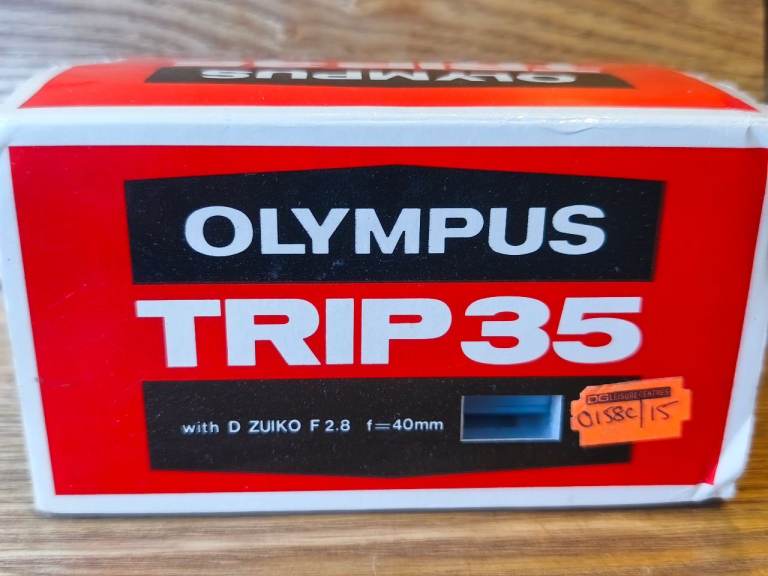 OLYMPUS
OLYMPUS
TRIP 35
with D ZUIKO F 2.8 f=40mm
DG LEISURE CENTRES
0158c/15